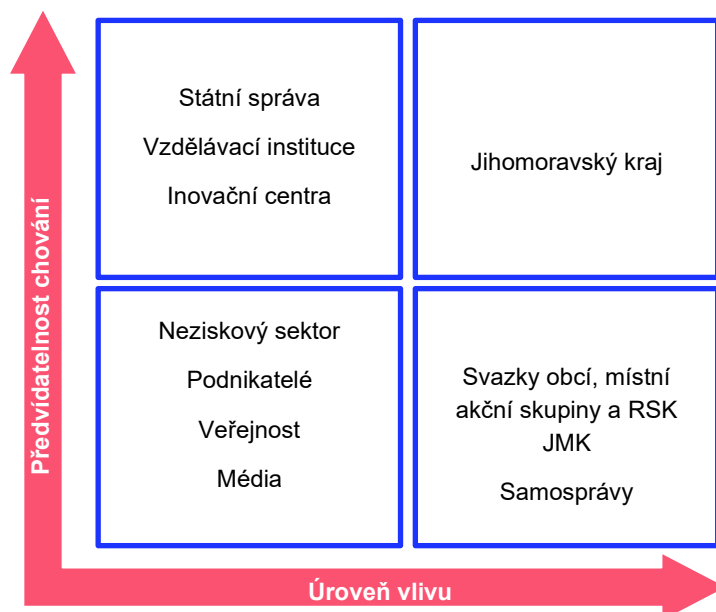 Předvídatelnost chování
Státní správa
Vzdělávací instituce
Inovační centra
Jihomoravský kraj
Neziskový sektor
Podnikatelé
Veřejnost
Média
Svazky obcí, místní
akční skupiny a RSK
JMK
Samosprávy
Úroveň vlivu